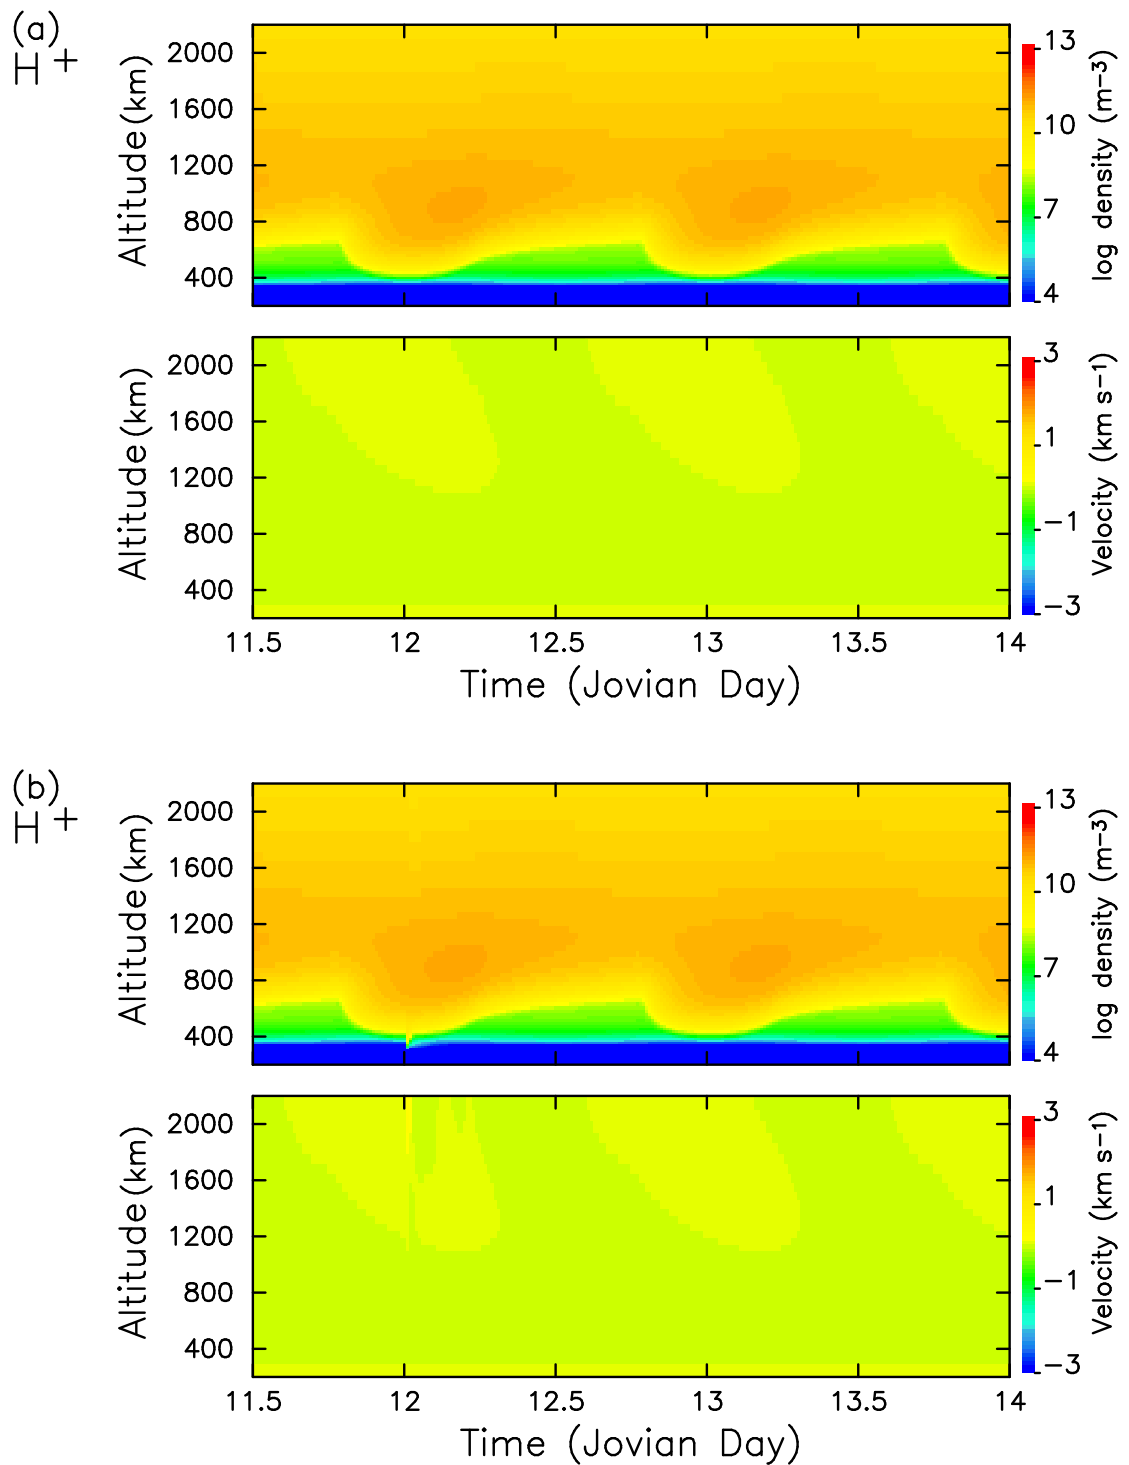 (a)
H+
2000
1600
1200
800
400
Altitude(km)
13
10
7
4
log density (m−3)
2000
1600
1200
800
400
Altitude(km)
3
1
−1
−3
Velocity (km s−1)
11.5 12 12.5 13 13.5 14
Time (Jovian Day)
(b)
H+
2000
1600
1200
800
400
Altitude(km)
13
10
7
4
log density (m−3)
2000
1600
1200
800
400
Altitude(km)
3
1
−1
−3
Velocity (km s−1)
11.5 12 12.5 13 13.5 14
Time (Jovian Day)